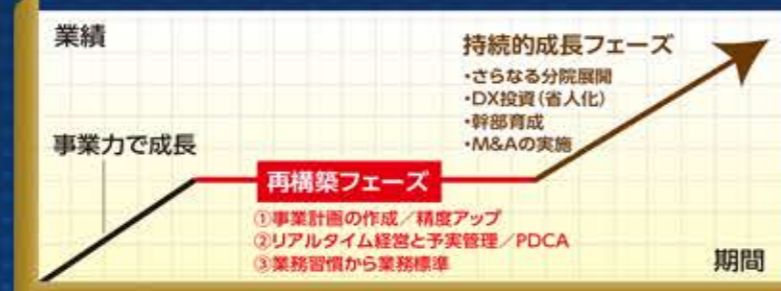 業績
持続的成長フェーズ
・さらなる分院展開
・DX投資(省人化)
・幹部育成
・M&Aの実施
事業力で成長
再構築フェーズ
①事業計画の作成/精度アップ
②リアルタイム経営と予実管理/PDCA
③業務習慣から業務標準
期間